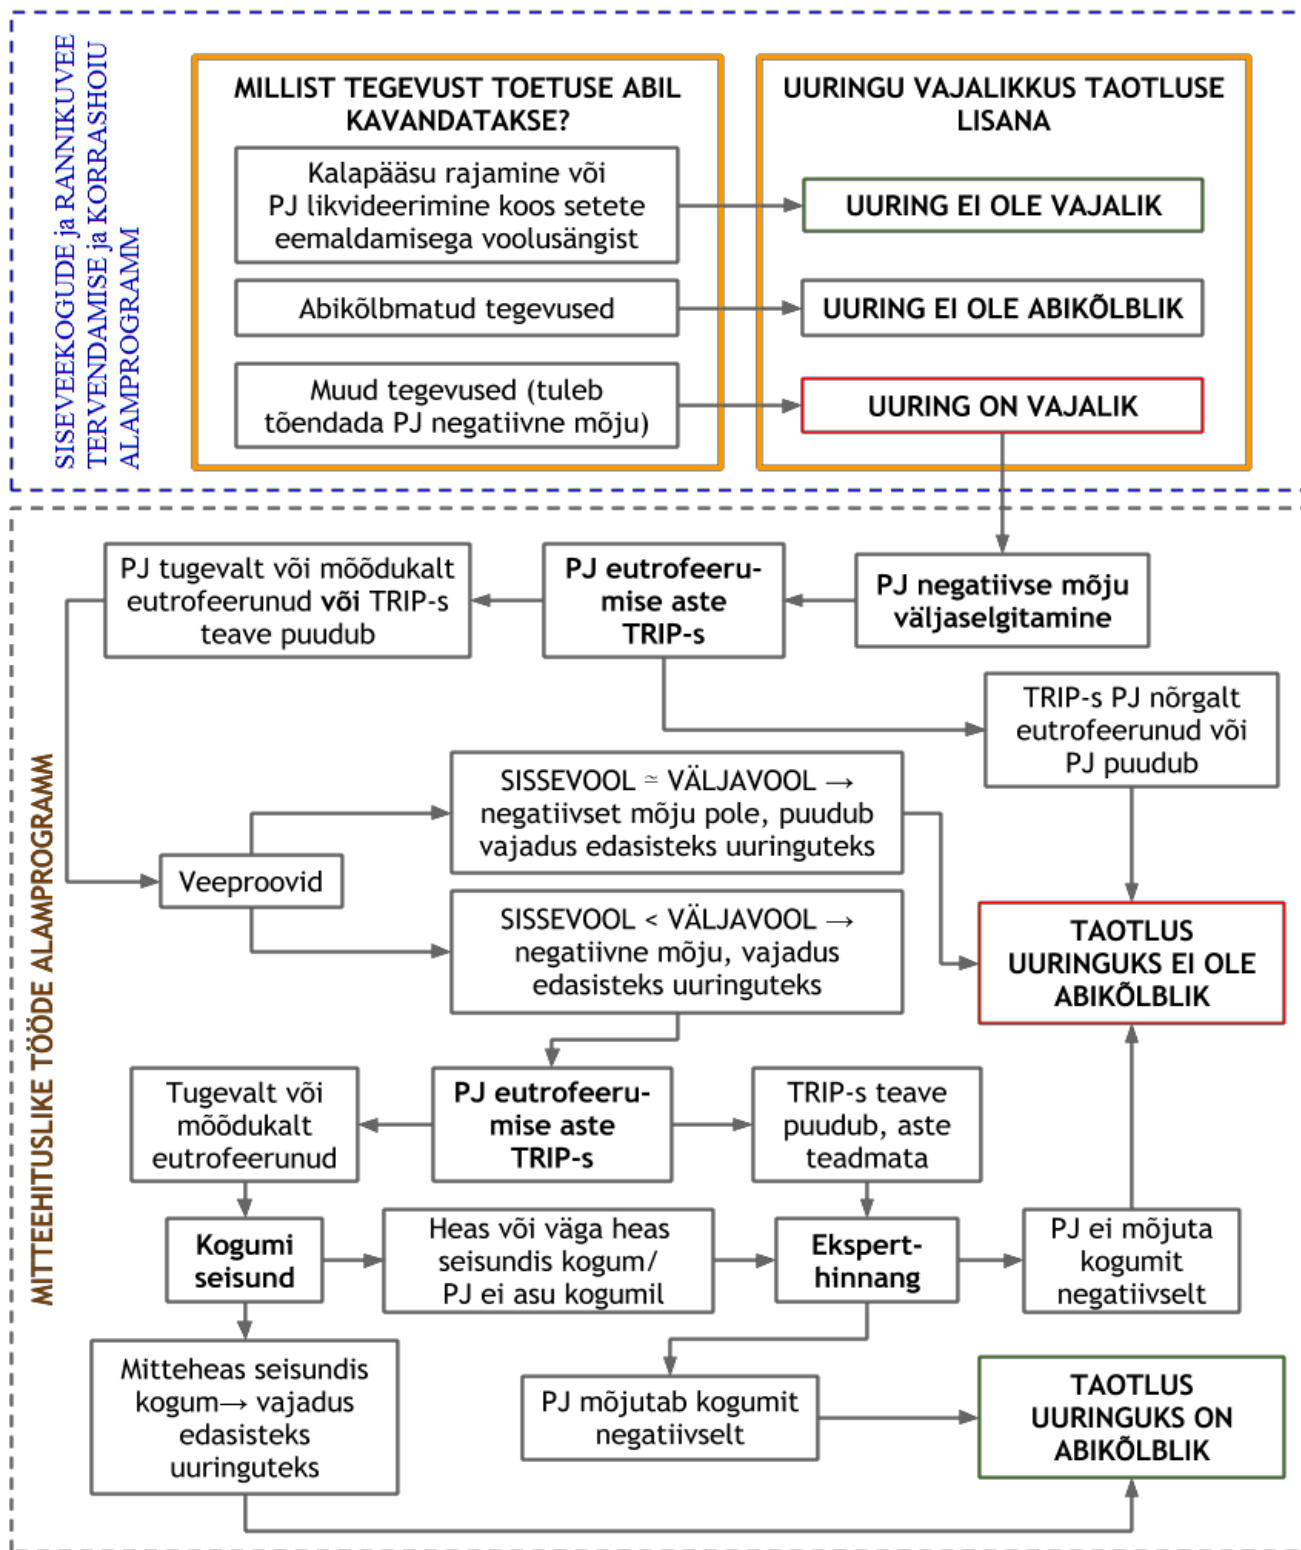 SISEVEEKOGUDE ja RANNIKUVEE
TERVENDAMISE ja KORRASHOIU
ALAMPROGRAMM
MILLIST TEGEVUST TOETUSE ABIL
KAVANDATAKSE?
Kalapääsu rajamine või
PJ likvideerimine koos setete
eemaldamisega voolusängist
Abikõlbmatud tegevused
Muud tegevused (tuleb
tõendada PJ negatiivne mõju)
UURINGU VAJALIKKUS TAOTLUSE
LISANA
UURING EI OLE VAJALIK
UURING EI OLE ABIKÕLBLIK
UURING ON VAJALIK
MITTEEHITUSLIKE TÖÖDE ALAMPROGRAMM
PJ negatiivse mõju
väljaselgitamine
PJ eutrofeeru-
mise aste
TRIP-s
PJ tugevalt või mõõdukalt
eutrofeerunud või TRIP-s
teave puudub
TRIP-s PJ nõrgalt
eutrofeerunud või
PJ puudub
Veeproovid
SISSEVOOL ≃ VÄLJAVOOL →
negatiivset mõju pole, puudub
vajadus edasisteks uuringuteks
SISSEVOOL < VÄLJAVOOL →
negatiivne mõju, vajadus
edasisteks uuringuteks
TAOTLUS
UURINGUKS EI OLE
ABIKÕLBLIK
PJ eutrofeeru-
mise aste
TRIP-s
Tugevalt või
mõõdukalt
eutrofeerunud
TRIP-s teave
puudub, aste
teadmata
Kogumi
seisund
Heas või väga heas
seisundis kogum/
PJ ei asu kogumil
Ekspert-
hinnang
PJ ei mõjuta
kogumit
negatiivselt
Mitteheas seisundis
kogum→ vajadus
edasisteks
uuringuteks
PJ mõjutab kogumit
negatiivselt
TAOTLUS
UURINGUKS ON
ABIKÕLBLIK